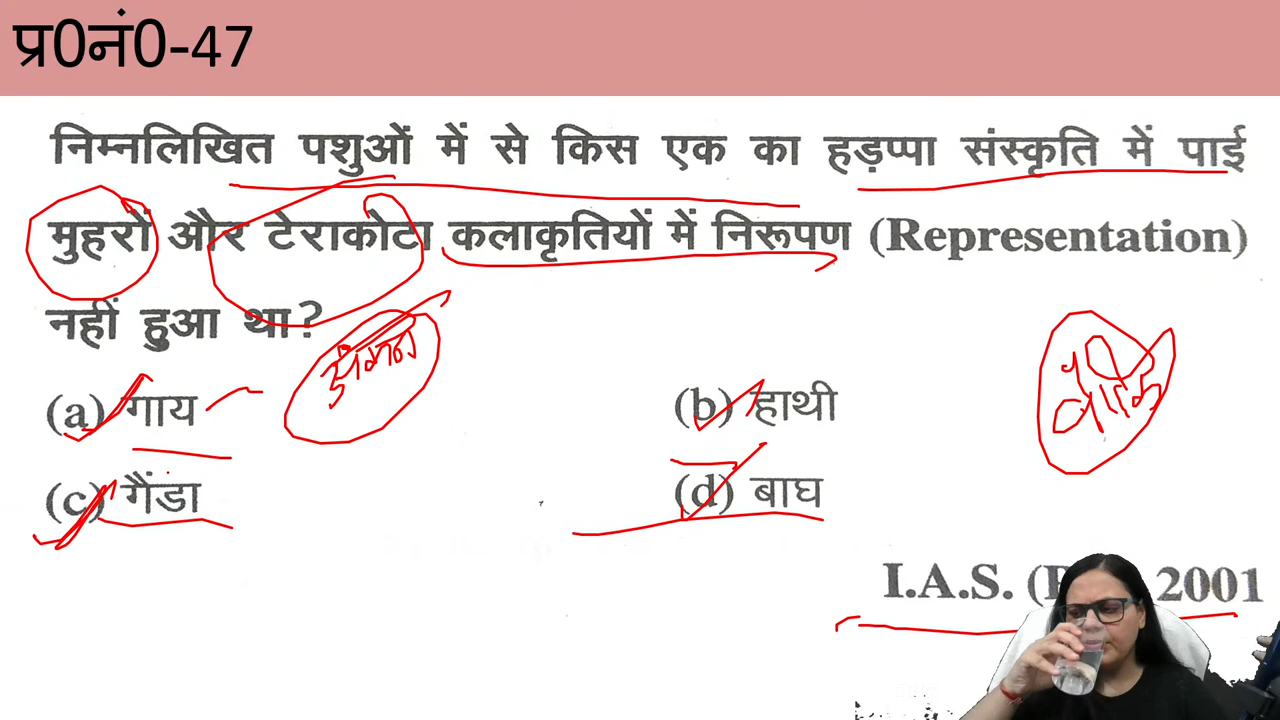 प्र0नं0-47
निम्नलिखित पशुओं में से किस एक का हड़प्पा संस्कृति में पाई
मुहरों और टेराकोटा कलाकृतियों में निरूपण (Representation)
नहीं हुआ था?
(a) गाय
(b) हाथी
(c) गैंडा
(d) बाघ
I.A.S. 2001